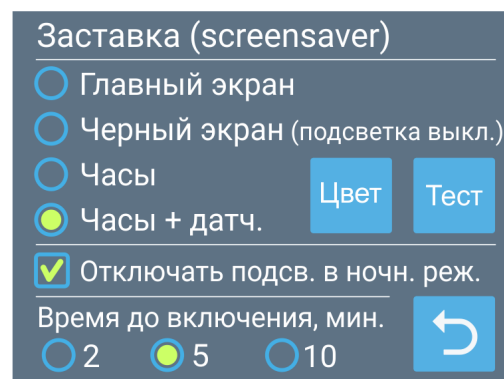 Заставка (screensaver)
Главный экран
Черный экран (подсветка выкл.)
Часы
Цвет Тест
Часы + датч.
Отключать подсв. в ночн. реж.
Время до включения, мин.
2 5 10